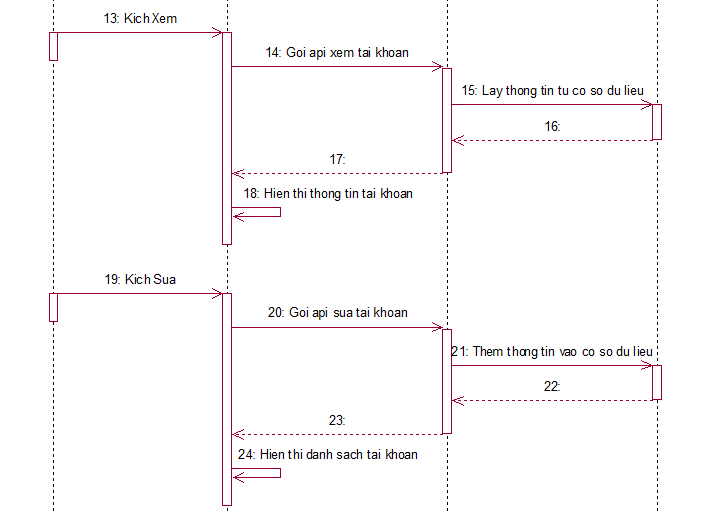 13: Kich Xem
14: Goi api xem tai khoan
15: Lay thong tin tu co so du lieu
16:
17:
18: Hien thi thong tin tai khoan
19: Kich Sua
20: Goi api sua tai khoan
21: Them thong tin vao co so du lieu
22:
23:
24: Hien thi danh sach tai khoan